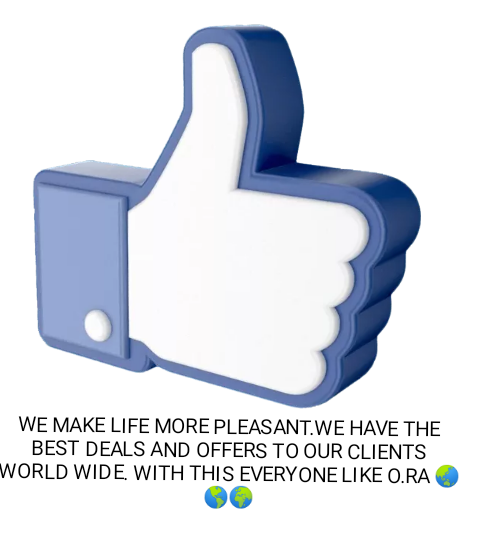 WE MAKE LIFE MORE PLEASANT.WE HAVE THE
BEST DEALS AND OFFERS TO OUR CLIENTS
WORLD WIDE. WITH THIS EVERYONE LIKE O.RA 🌏
🌎🌍